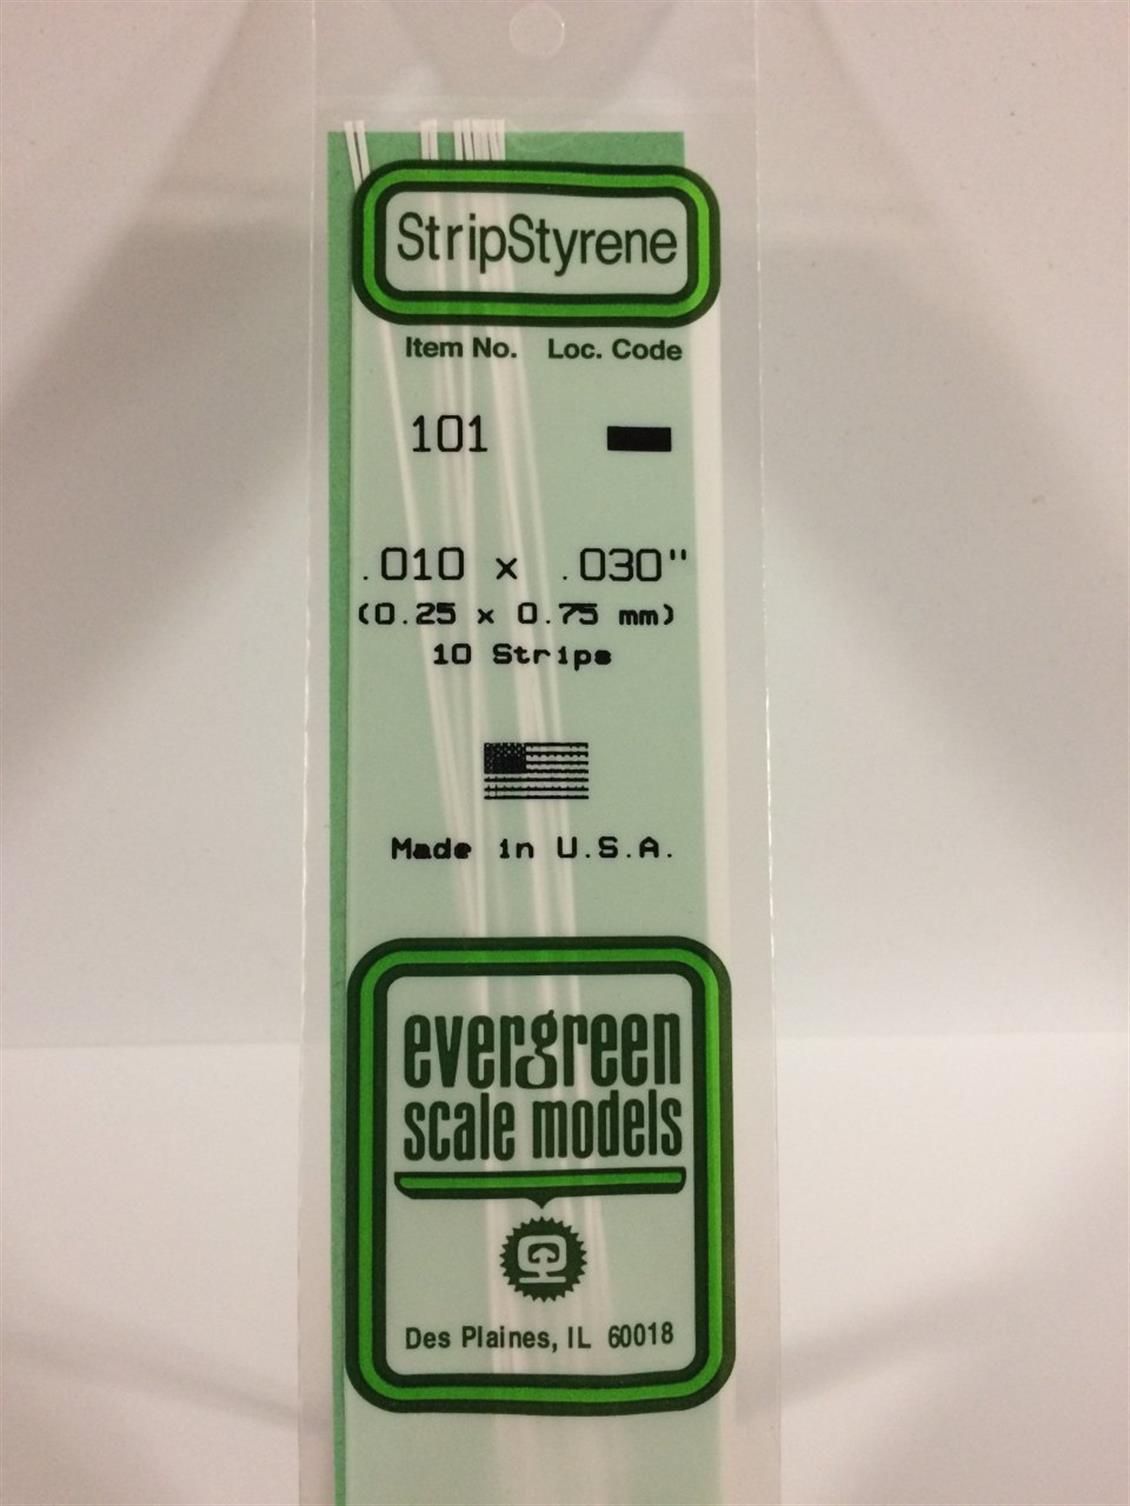 StripStyrene
Item No. Loc. Code
101
.010 x .030"
(0.25 x 0.75 mm)
10 Strips
Made in U.S.A.
evergreen
scale models
Des Plaines, IL 60018